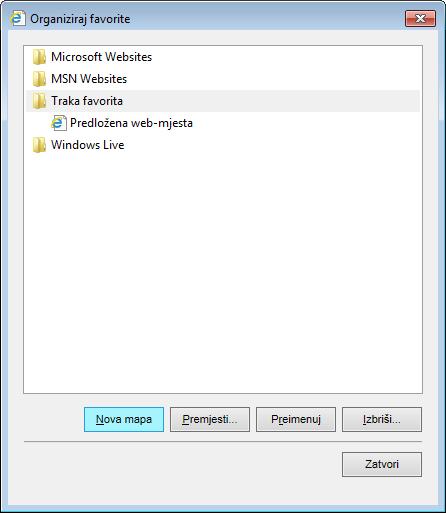 Organiziraj favorite
Microsoft Websites
MSN Websites
Traka favorita
Predložena web-mjesta
Windows Live
Nova mapa Premjesti... Preimenuj Izbriši...
Zatvori